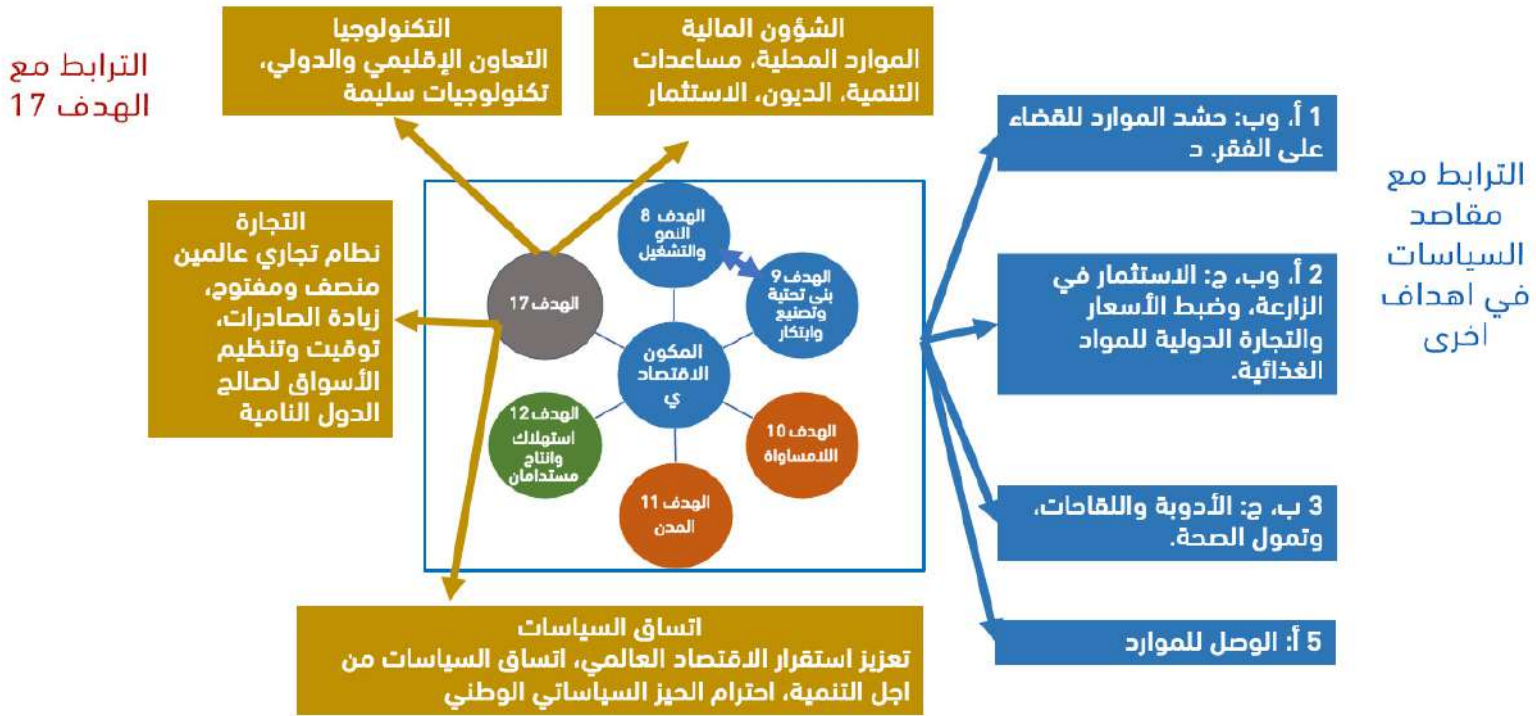 الترابط مع
الهدف 17
التكنولوجيا
التعاون الإقليمي والدولي،
تكنولوجيات سليمة
الشؤون المالية
الموارد المحلية، مساعدات
التنمية، الديون، الاستثمار
التجارة
نطام تجاري عالمين
منصف ومفتوح،
زيادة الصادرات،
توقيت وتنظيم
الأسواق لصالح
الدول النامية
اتساق السياسات
تعزيز استقرار الاقتصاد العالمي، اتساق السياسات من
اجل التنمية، احترام الحيز السياساتي الوطني
الهدف 8
النمو
والتشغيل
الهدف 9
بنى تحتية
وتصنيع
وابتكار
الهدف 17
المكون
الاقتصاد
ي
الهدف 12
استهلاك
وانتاج
مستدامان
الهدف 10
اللامساواة
الهدف 11
المدن
1 أ، وب: حشد الموارد للقضاء
على الفقر. د
2 أ، وب، ج: الاستثمار في
الزارعة، وضبط الأسعار
والتجارة الدولية للمواد
الغذائية.
3 ب، ج: الأدوبة واللقاحات،
وتمول الصحة.
5 أ: الوصل للموارد
الترابط مع
مقاصد
السياسات
في اهداف
اخرى